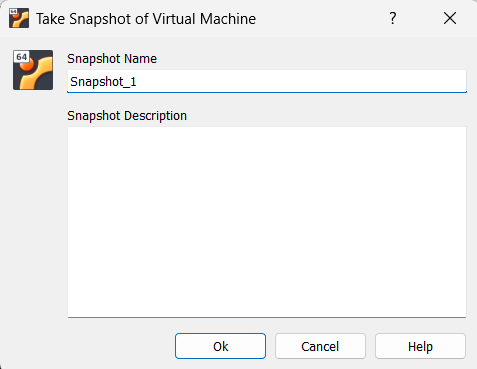 Take Snapshot of Virtual Machine
?
64
Snapshot Name
Snapshot_1
Snapshot Description
Ok
Cancel
Help